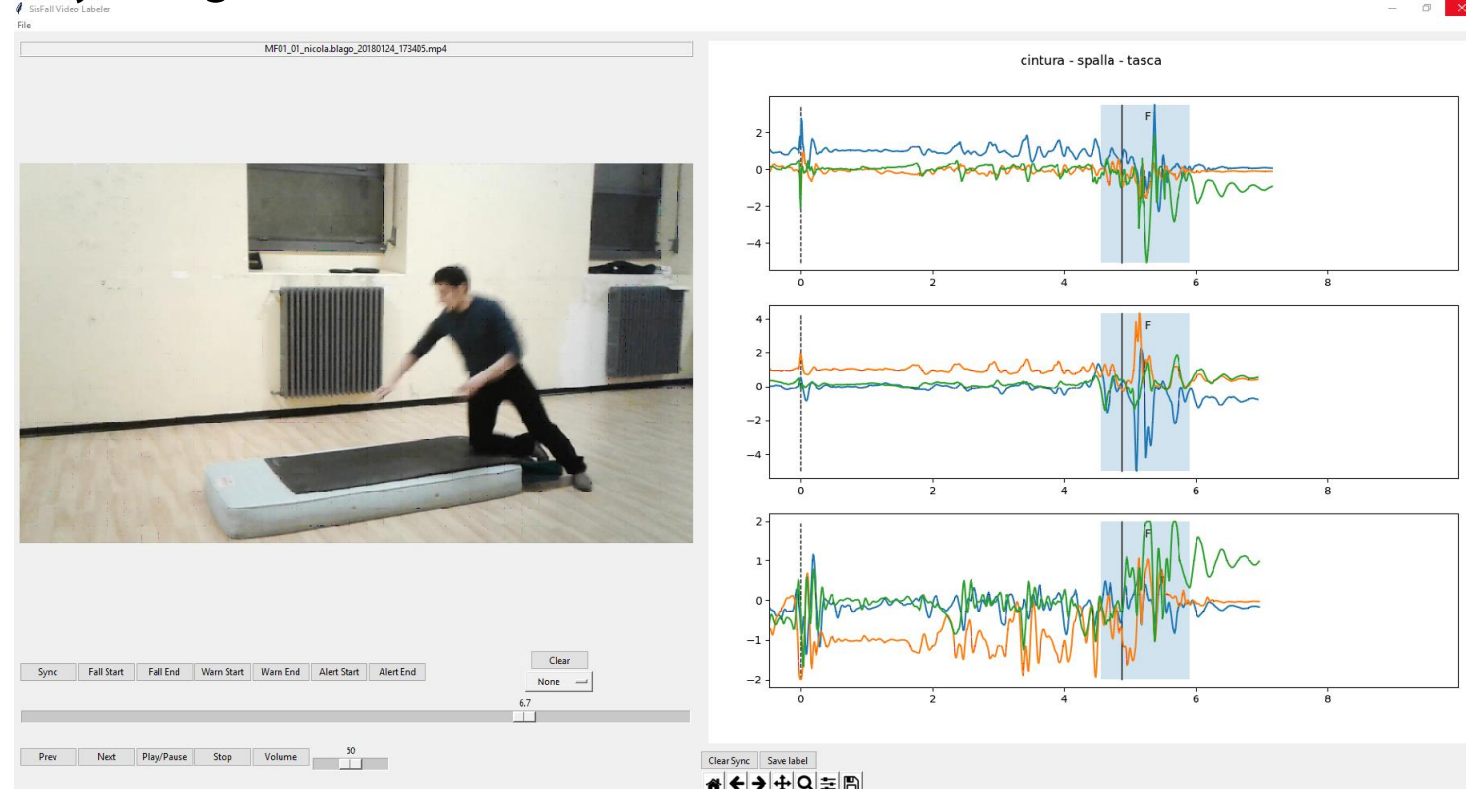 SisFall Video Labeler
File
MF01_01_nicola.blago_20180124_173405.mp4
cintura - spalla - tasca
F
2
0
−2
−4
0 2 4 6 8
F
4
2
0
−2
−4
0 2 4 6 8
F
2
1
0
−1
−2
0 2 4 6 8
Sync Fall Start Fall End Warn Start Warn End Alert Start Alert End
Clear
None
6.7
Prev Next Play/Pause Stop Volume 50
Clear Sync Save label